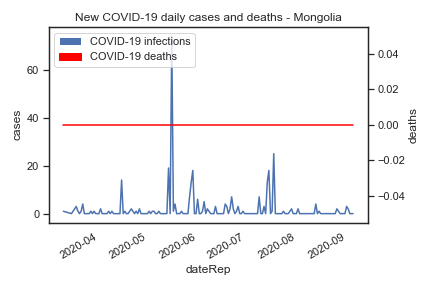 New COVID-19 daily cases and deaths - Mongolia
COVID-19 infections
COVID-19 deaths
60
40
20
0
cases
0.04
0.02
0.00
−0.02
−0.04
deaths
2020-04
2020-05
2020-06
2020-07
2020-08
2020-09
dateRep